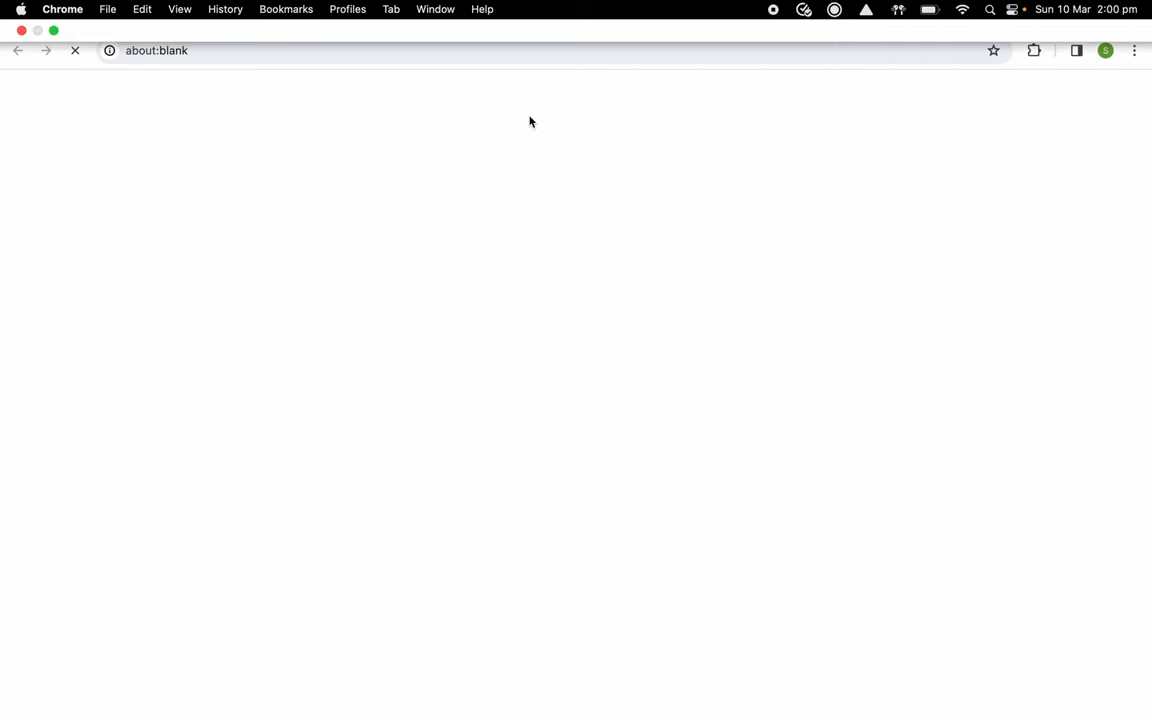 Chrome File Edit View History Bookmarks Profiles Tab Window Help Sun 10 Mar 2:00 pm
about:blank
S